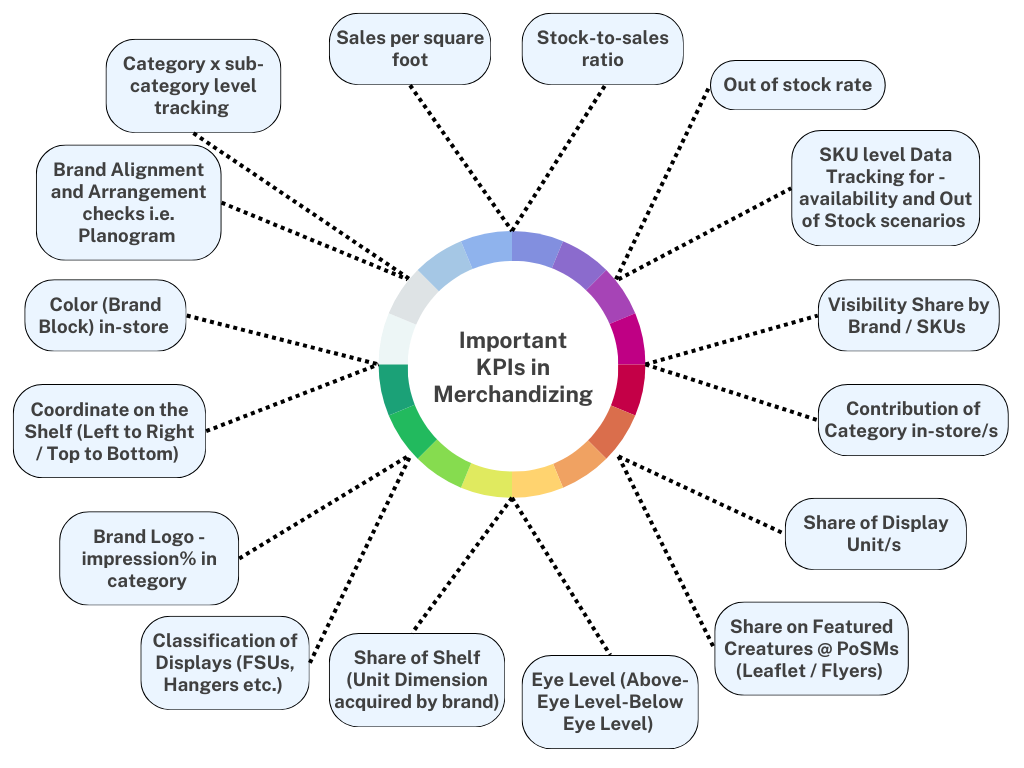 Sales per square
foot
Stock-to-sales
ratio
Category x sub-
category level
tracking
Out of stock rate
Brand Alignment
and Arrangement
checks i.e.
Planogram
SKU level Data
Tracking for -
availability and Out
of Stock scenarios
Color (Brand
Block) in-store
Visibility Share by
Brand / SKUs
Important
KPIs in
Merchandizing
Coordinate on the
Shelf (Left to Right
/ Top to Bottom)
Contribution of
Category in-store/s
Brand Logo -
impression% in
category
Share of Display
Unit/s
Classification of
Displays (FSUs,
Hangers etc.)
Share of Shelf
(Unit Dimension
acquired by brand)
Eye Level (Above-
Eye Level-Below
Eye Level)
Share on Featured
Creatures @ PoSMs
(Leaflet / Flyers)